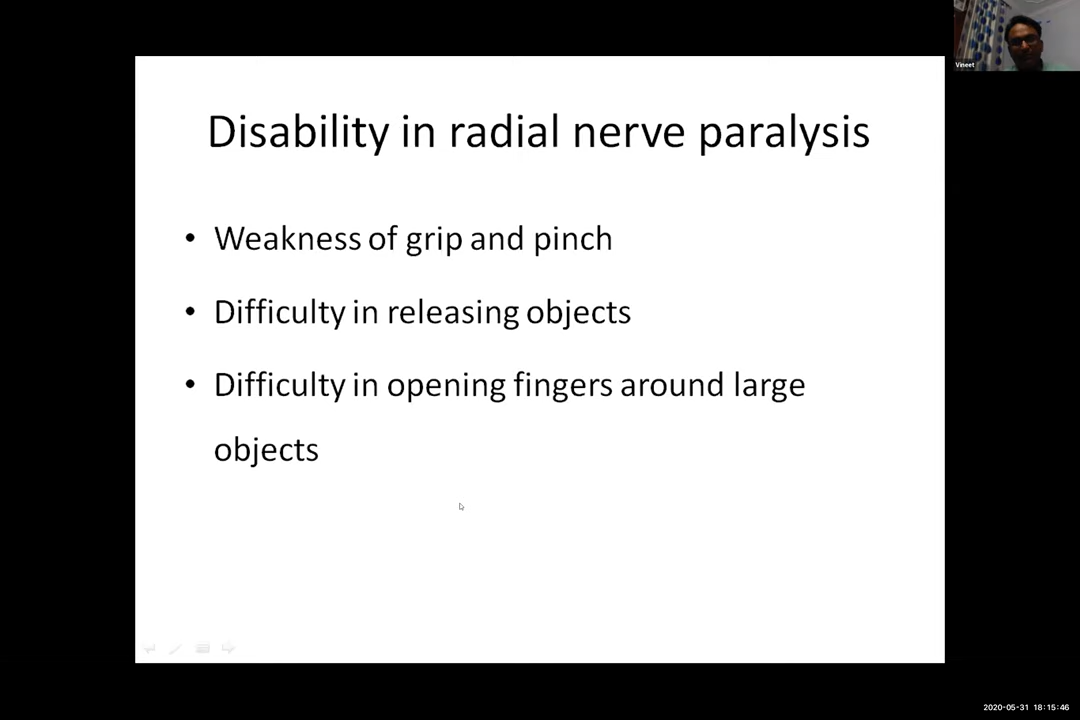 Vineet
Disability in radial nerve paralysis
• Weakness of grip and pinch
• Difficulty in releasing objects
• Difficulty in opening fingers around large
objects
2020-05-31 18:15:46